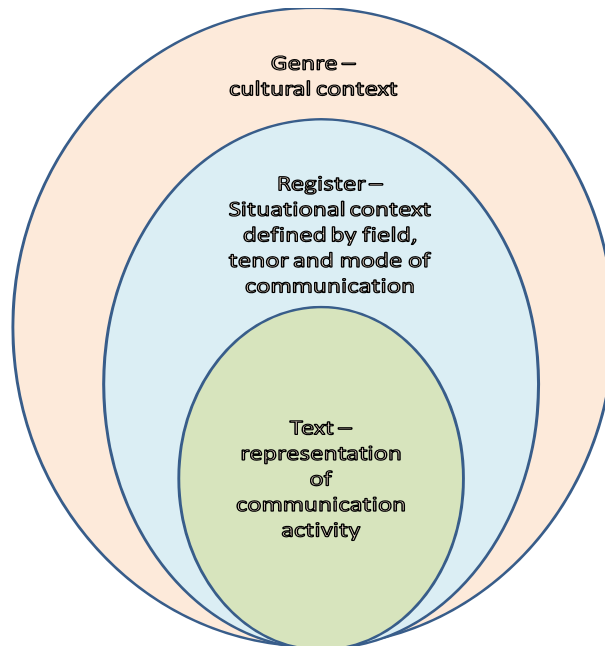 Genre –
cultural context
Register –
Situational context
defined by field,
tenor and mode of
communication
Text –
representation
of
communication
activity